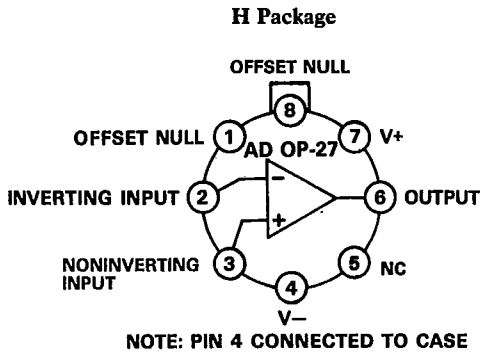 H Package
OFFSET NULL
8
OFFSET NULL 1
7 V+
AD OP-27
INVERTING INPUT 2
−
6 OUTPUT
+
NONINVERTING
INPUT
3
5 NC
4
V−
NOTE: PIN 4 CONNECTED TO CASE